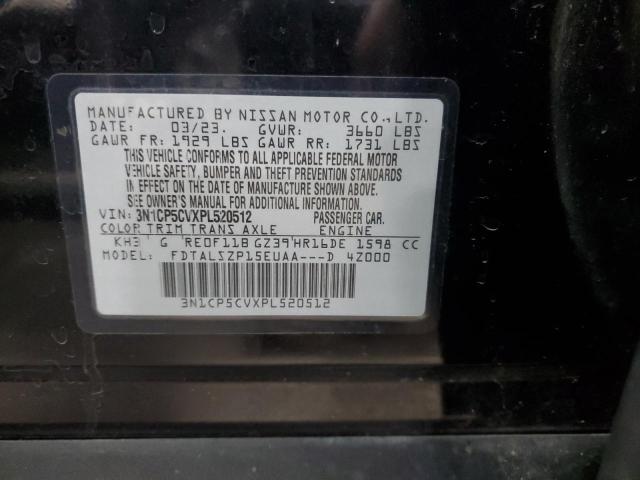 MANUFACTURED BY NISSAN MOTOR CO., LTD.
DATE: 03/23. GVWR: 3660 LBS
GAWR FR: 1929 LBS GAWR RR: 1731 LBS
THIS VEHICLE CONFORMS TO ALL APPLICABLE FEDERAL MOTOR
VEHICLE SAFETY, BUMPER AND THEFT PREVENTION STANDARDS
IN EFFECT ON THE DATE OF MANUFACTURE SHOWN ABOVE.
SEE OWNER'S MANUAL FOR ADDITIONAL INFORMATION
VIN: 3N1CP5CVXPL520512 PASSENGER CAR.
COLOR TRIM TRANS AXLE ENGINE
KH3 G RE0F11B GZ39 HR16DE 1598 CC
MODEL: FDTALSZP15EUAA---D 4Z000
3N1CP5CVXPL520512